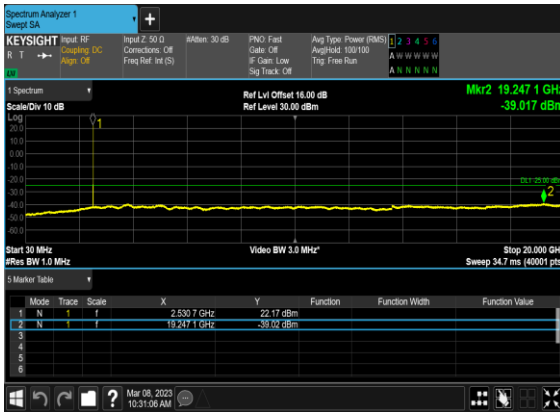 Spectrum Analyzer 1
Swept SA
+
KEYSIGHT Input: RF Input Z: 50 Ω #Atten: 30 dB PNO: Fast Avg Type: Power (RMS) 1 2 3 4 5 6
R T Coupling: DC Corrections: Off Gate: Off Avg|Hold: 100/100 A W W W W W
Align: Off Freq Ref: Int (S) IF Gain: Low Trig: Free Run
Sig Track: Off A N N N N N
LW
1 Spectrum Ref Lvl Offset 16.00 dB Mkr2 19.247 1 GHz
Scale/Div 10 dB Ref Level 30.00 dBm -39.017 dBm
Log
1
20.0
10.0
0.00
-10.0
-20.0
DL1 -25.00 dBm
-30.0
2
-40.0
-50.0
-60.0
Start 30 MHz Video BW 3.0 MHz* Stop 20.000 GHz
#Res BW 1.0 MHz Sweep 34.7 ms (40001 pts)
5 Marker Table
Mode Trace Scale X Y Function Function Width Function Value
1 N 1 f 2.530 7 GHz 22.17 dBm
2 N 1 f 19.247 1 GHz -39.02 dBm
3
4
5
6
? Mar 08, 2023
10:31:06 AM